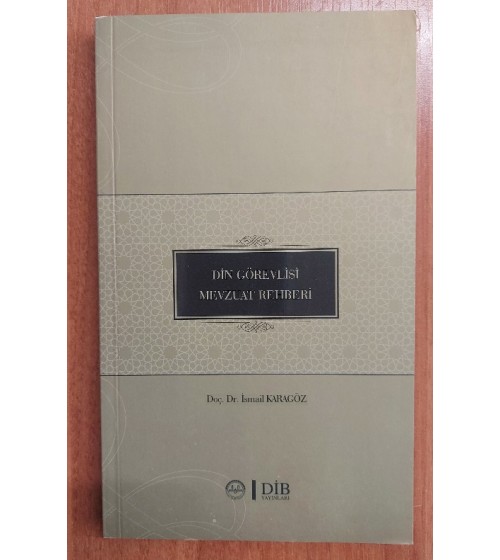 DİN GÖREVLİSİ
MEVZUAT REHBERİ
Doç. Dr. İsmail KARAGÖZ
DİB
YAYINLARI